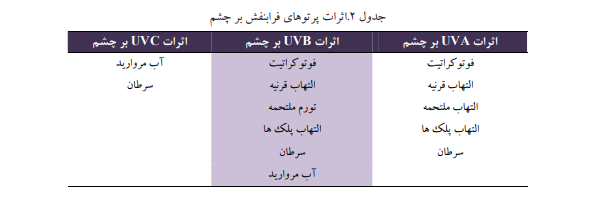 جدول ۲.اثرات پرتوهای فرابنفش بر چشم
اثرات UVA بر چشم اثرات UVB بر چشم اثرات UVC بر چشم
فوتوکراتیت فوتوکراتیت آب مروارید
التهاب قرنیه التهاب قرنیه سرطان
التهاب ملتحمه تورم ملتحمه
التهاب پلک ها التهاب پلک ها
سرطان سرطان
آب مروارید